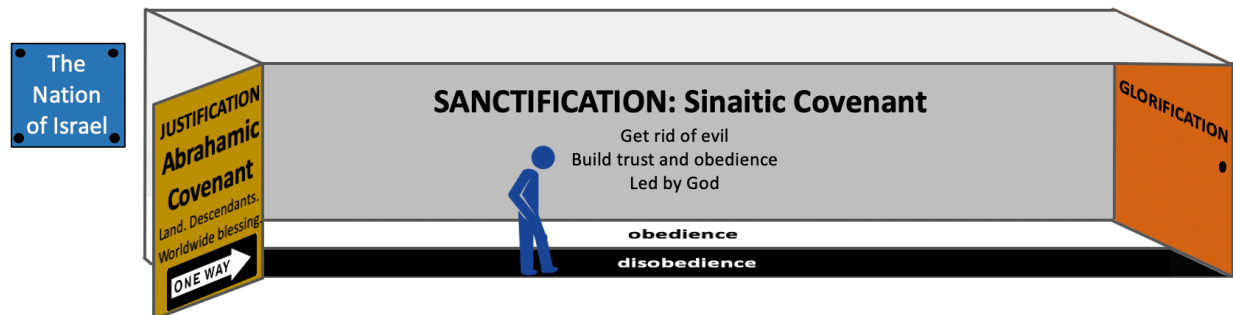 The
Nation
of Israel
JUSTIFICATION
Abrahamic
Covenant
Land. Descendants.
Worldwide blessing.
ONE WAY
SANCTIFICATION: Sinaitic Covenant
Get rid of evil
Build trust and obedience
Led by God
obedience
disobedience
GLORIFICATION